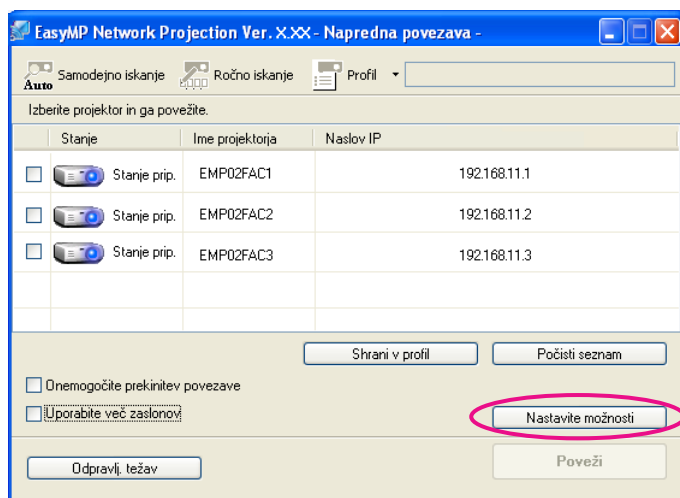 EasyMP Network Projection Ver. X.XX - Napredna povezava -
Auto Samodejno iskanje Ročno iskanje Profil
Izberite projektor in ga povežite.
Stanje Ime projektorja Naslov IP
Stanje prip. EMP02FAC1 192.168.11.1
Stanje prip. EMP02FAC2 192.168.11.2
Stanje prip. EMP02FAC3 192.168.11.3
Shrani v profil Počisti seznam
Onemogočite prekinitev povezave
Uporabite več zaslonov Nastavite možnosti
Odpravlj. težav Poveži